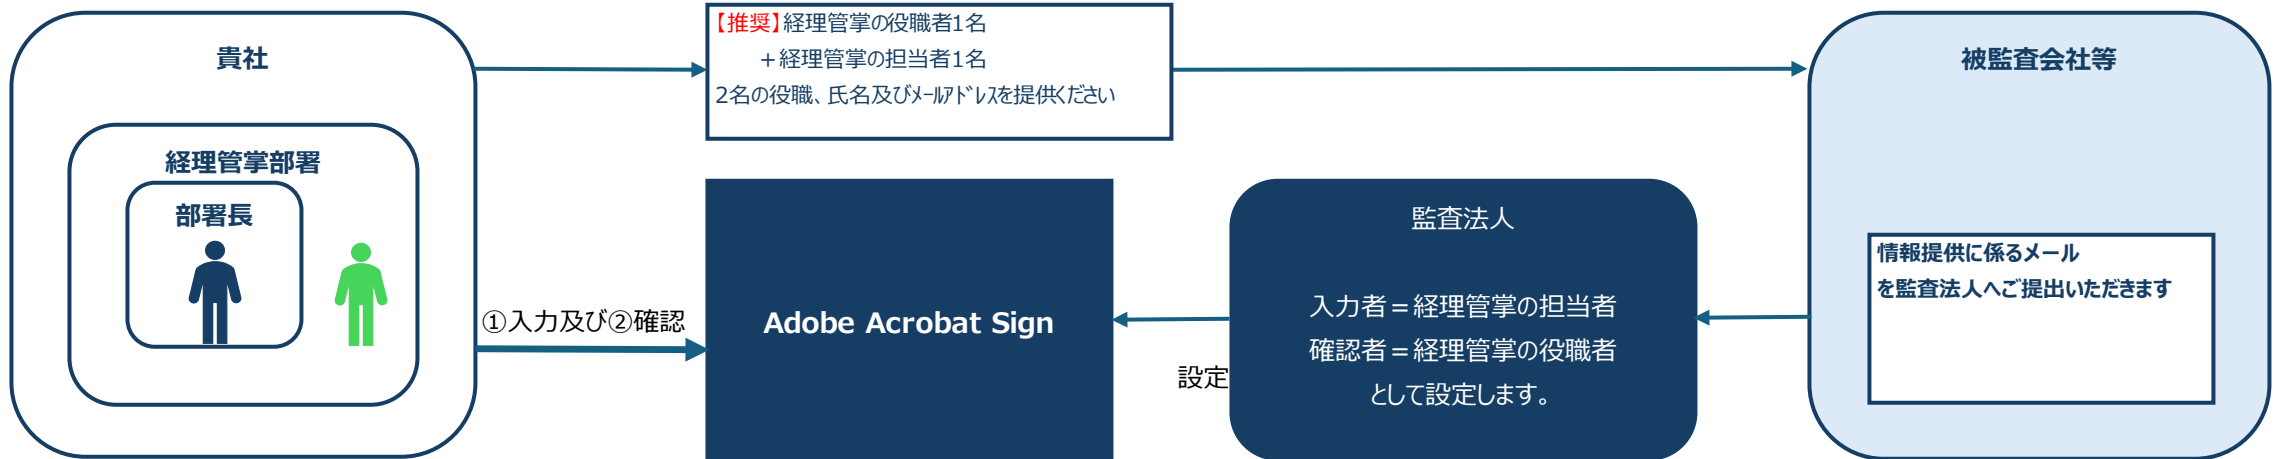 貴社
経理管掌部署
部署長
①入力及び②確認
【推奨】経理管掌の役職者1名
＋経理管掌の担当者1名
2名の役職、氏名及びﾒｰﾙｱﾄﾞﾚｽを提供ください
Adobe Acrobat Sign
設定
監査法人
入力者＝経理管掌の担当者
確認者＝経理管掌の役職者
として設定します。
被監査会社等
情報提供に係るメール
を監査法人へご提出いただきます